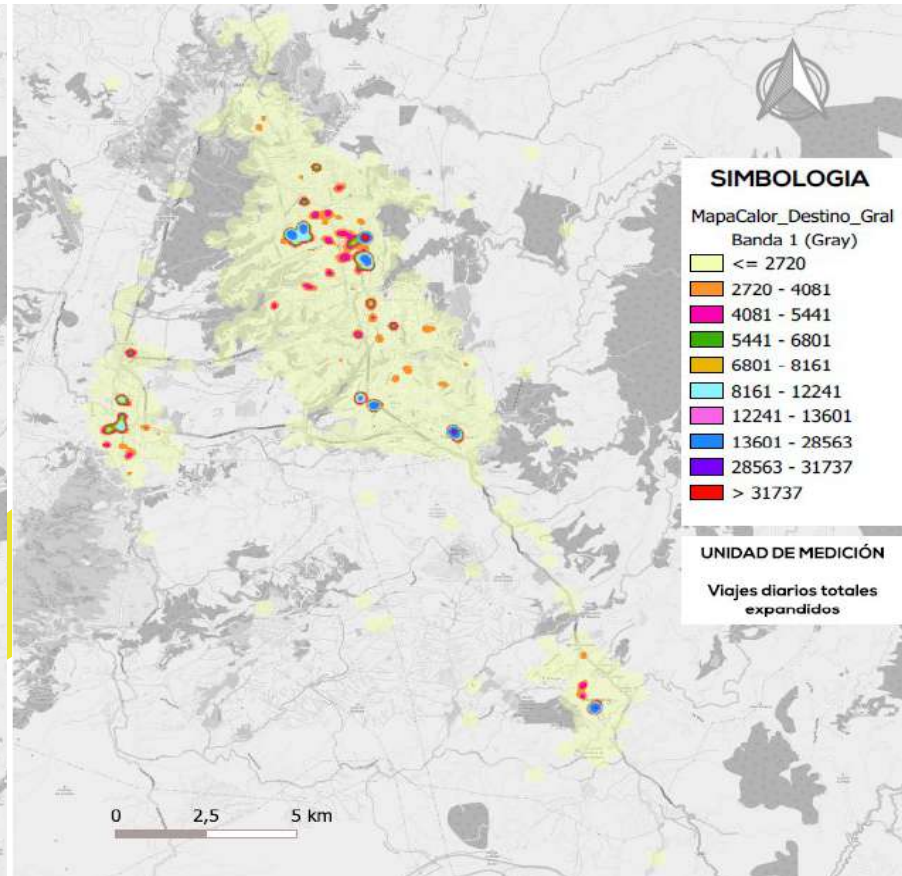 SIMBOLOGIA
MapaCalor_Destino_Gral
Banda 1 (Gray)
<= 2720
2720 - 4081
4081 - 5441
5441 - 6801
6801 - 8161
8161 - 12241
12241 - 13601
13601 - 28563
28563 - 31737
> 31737
UNIDAD DE MEDICIÓN
Viajes diarios totales
expandidos
0 2,5 5 km